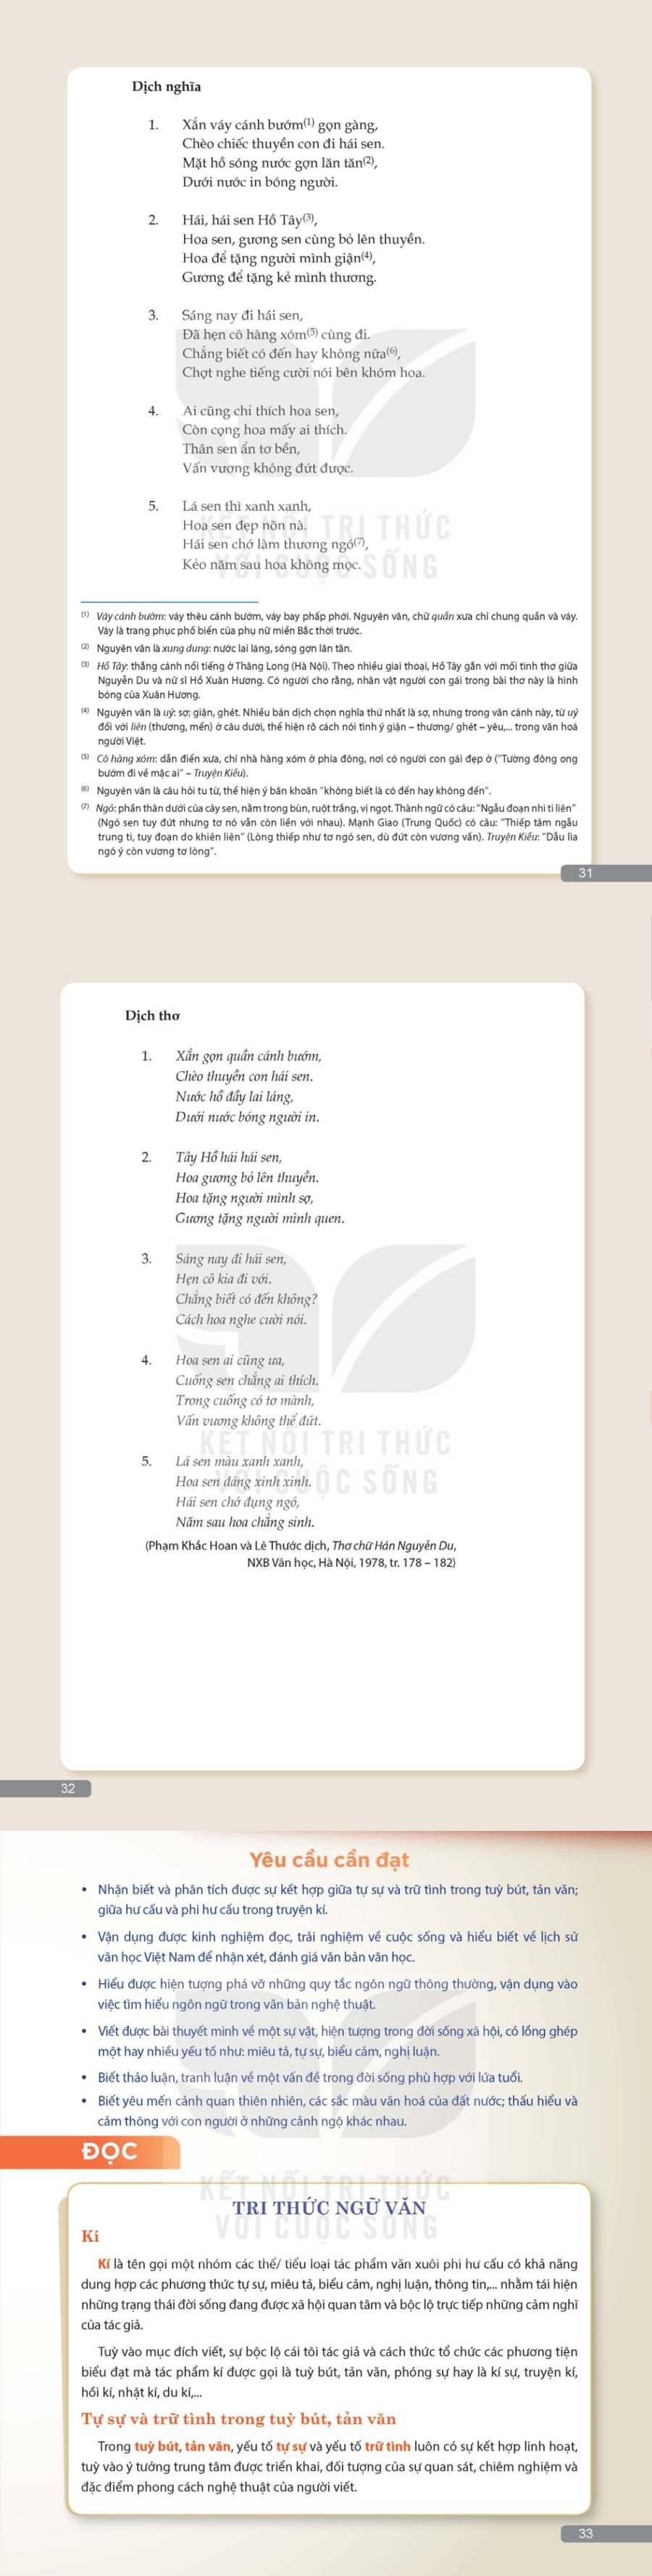 Dịch nghĩa
1. Xắn váy cánh bướm(1) gọn gàng,
Chèo chiếc thuyền con đi hái sen.
Mặt hồ sóng nước gợn lăn tăn(2),
Dưới nước in bóng người.
2. Hái, hái sen Hồ Tây(3),
Hoa sen, gương sen cùng bỏ lên thuyền.
Hoa để tặng người mình giận(4),
Gương để tặng kẻ mình thương.
3. Sáng nay đi hái sen,
Đã hẹn cô hàng xóm(5) cùng đi.
Chẳng biết có đến hay không nữa(6),
Chợt nghe tiếng cười nói bên khóm hoa.
4. Ai cũng chỉ thích hoa sen,
Còn cọng hoa mấy ai thích.
Thân sen ẩn tơ bền,
Vấn vương không đứt được.
5. Lá sen thì xanh xanh,
Hoa sen đẹp nõn nà.
Hái sen chớ làm thương ngó(7),
Kẻo năm sau hoa không mọc.
KẾT NỐI TRI THỨC
VỚI CUỘC SỐNG
(1) Váy cánh bướm: váy thêu cánh bướm, váy bay phấp phới. Nguyên văn, chữ quần xưa chỉ chung quần và váy.
Váy là trang phục phổ biến của phụ nữ miền Bắc thời trước.
(2) Nguyên văn là xung dung: nước lai láng, sóng gợn lăn tăn.
(3) Hồ Tây: thắng cảnh nổi tiếng ở Thăng Long (Hà Nội). Theo nhiều giai thoại, Hồ Tây gắn với mối tình thơ giữa
Nguyễn Du và nữ sĩ Hồ Xuân Hương. Có người cho rằng, nhân vật người con gái trong bài thơ này là hình
bóng của Xuân Hương.
(4) Nguyên văn là uý: sợ; giận, ghét. Nhiều bản dịch chọn nghĩa thứ nhất là sợ, nhưng trong văn cảnh này, từ uý
đối với liên (thương, mến) ở câu dưới, thể hiện rõ cách nói tình ý giận – thương/ ghét – yêu,... trong văn hoá
người Việt.
(5) Cô hàng xóm: dẫn điển xưa, chỉ nhà hàng xóm ở phía đông, nơi có người con gái đẹp ở ("Tường đông ong
bướm đi về mặc ai" – Truyện Kiều).
(6) Nguyên văn là câu hỏi tu từ, thể hiện ý băn khoăn "không biết là có đến hay không đến".
(7) Ngó: phần thân dưới của cây sen, nằm trong bùn, ruột trắng, vị ngọt. Thành ngữ có câu: "Ngẫu đoạn nhi ti liên"
(Ngó sen tuy đứt nhưng tơ nó vẫn còn liền với nhau). Mạnh Giao (Trung Quốc) có câu: "Thiếp tâm ngẫu
trung ti, tuy đoạn do khiên liên" (Lòng thiếp như tơ ngó sen, dù đứt còn vương vấn). Truyện Kiều: "Dẫu lìa
ngó ý còn vương tơ lòng".
31
Dịch thơ
1. Xắn gọn quần cánh bướm,
Chèo thuyền con hái sen.
Nước hồ đầy lai láng,
Dưới nước bóng người in.
2. Tây Hồ hái hái sen,
Hoa gương bỏ lên thuyền.
Hoa tặng người mình sợ,
Gương tặng người mình quen.
3. Sáng nay đi hái sen,
Hẹn cô kia đi với.
Chẳng biết có đến không?
Cách hoa nghe cười nói.
4. Hoa sen ai cũng ưa,
Cuống sen chẳng ai thích.
Trong cuống có tơ mành,
Vấn vương không thể đứt.
5. Lá sen màu xanh xanh,
Hoa sen dáng xinh xinh.
Hái sen chớ đụng ngó,
Năm sau hoa chẳng sinh.
KẾT NỐI TRI THỨC
VỚI CUỘC SỐNG
(Phạm Khắc Hoan và Lê Thước dịch, Thơ chữ Hán Nguyễn Du,
NXB Văn học, Hà Nội, 1978, tr. 178 – 182)
32
Yêu cầu cần đạt
• Nhận biết và phân tích được sự kết hợp giữa tự sự và trữ tình trong tuỳ bút, tản văn;
giữa hư cấu và phi hư cấu trong truyện kí.
• Vận dụng được kinh nghiệm đọc, trải nghiệm về cuộc sống và hiểu biết về lịch sử
văn học Việt Nam để nhận xét, đánh giá văn bản văn học.
• Hiểu được hiện tượng phá vỡ những quy tắc ngôn ngữ thông thường, vận dụng vào
việc tìm hiểu ngôn ngữ trong văn bản nghệ thuật.
• Viết được bài thuyết minh về một sự vật, hiện tượng trong đời sống xã hội, có lồng ghép
một hay nhiều yếu tố như: miêu tả, tự sự, biểu cảm, nghị luận.
• Biết thảo luận, tranh luận về một vấn đề trong đời sống phù hợp với lứa tuổi.
• Biết yêu mến cảnh quan thiên nhiên, các sắc màu văn hoá của đất nước; thấu hiểu và
cảm thông với con người ở những cảnh ngộ khác nhau.
ĐỌC
KẾT NỐI TRI THỨC
VỚI CUỘC SỐNG
TRI THỨC NGỮ VĂN
Kí
Kí là tên gọi một nhóm các thể/ tiểu loại tác phẩm văn xuôi phi hư cấu có khả năng
dung hợp các phương thức tự sự, miêu tả, biểu cảm, nghị luận, thông tin,... nhằm tái hiện
những trạng thái đời sống đang được xã hội quan tâm và bộc lộ trực tiếp những cảm nghĩ
của tác giả.
Tuỳ vào mục đích viết, sự bộc lộ cái tôi tác giả và cách thức tổ chức các phương tiện
biểu đạt mà tác phẩm kí được gọi là tuỳ bút, tản văn, phóng sự hay là kí sự, truyện kí,
hồi kí, nhật kí, du kí,...
Tự sự và trữ tình trong tuỳ bút, tản văn
Trong tuỳ bút, tản văn, yếu tố tự sự và yếu tố trữ tình luôn có sự kết hợp linh hoạt,
tuỳ vào ý tưởng trung tâm được triển khai, đối tượng của sự quan sát, chiêm nghiệm và
đặc điểm phong cách nghệ thuật của người viết.
33